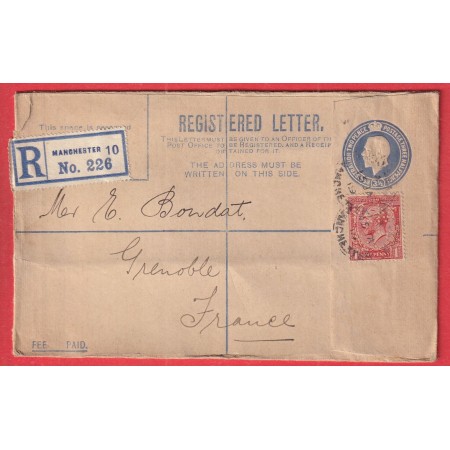 This space is
REGISTERED LETTER.
THIS LETTER MUST BE GIVEN TO AN OFFICER OF THE
POST OFFICE TO BE REGISTERED, AND A RECEIPT
OBTAINED FOR IT.
THE ADDRESS MUST BE
WRITTEN ON THIS SIDE.
R
MANCHESTER 10
No. 226
Mr E. Bondat.
Grenoble
France
FEE PAID.